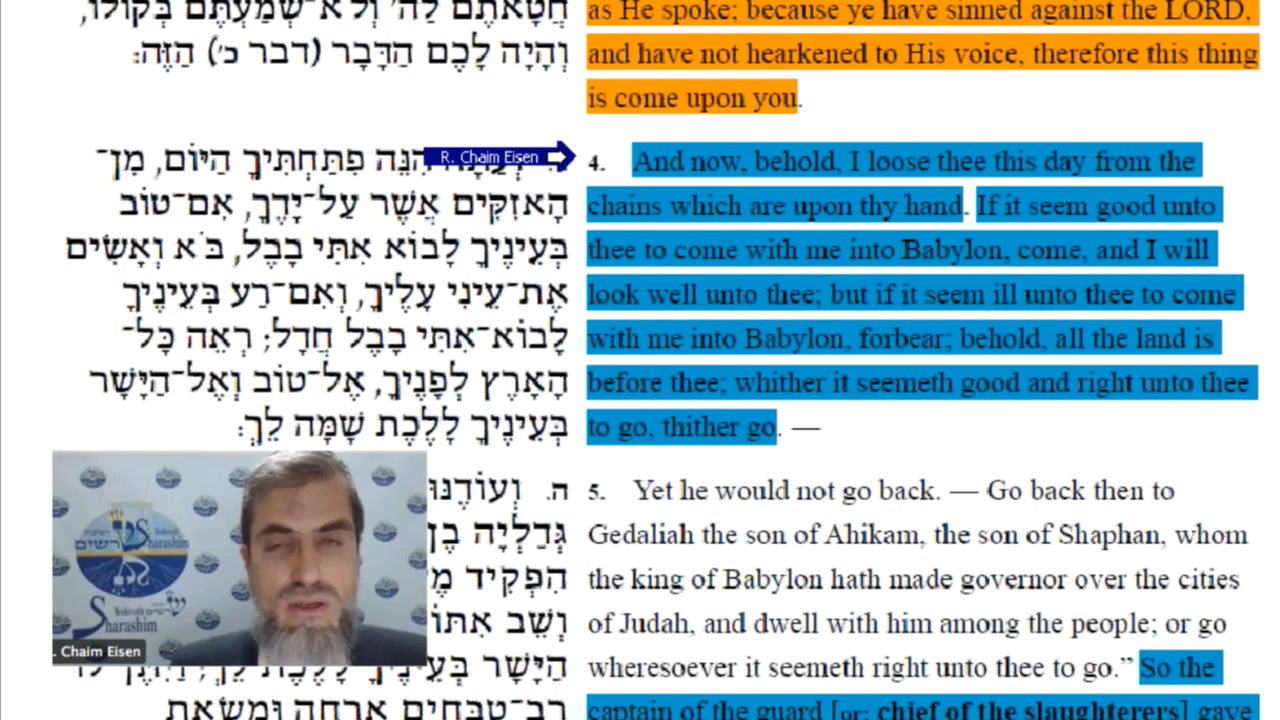 חֲטָאתֶם לַה' וְלֹא־שְׁמַעְתֶּם בְּקוֹלוֹ,
וְהָיָה לָכֶם הַדָּבָר (דבר כ') הַזֶּה:
as He spoke; because ye have sinned against the LORD,
and have not hearkened to His voice, therefore this thing
is come upon you.
הִנֵּה פִתַּחְתִּיךָ הַיּוֹם, מִן־
הָאזִקִּים אֲשֶׁר עַל־יָדֶךָ, אִם־טוֹב
בְּעֵינֶיךָ לָבוֹא אִתִּי בָבֶל, בֹּא וְאָשִׂים
אֶת־עֵינִי עָלֶיךָ, וְאִם־רַע בְּעֵינֶיךָ
לָבוֹא־אִתִּי בָבֶל חֲדָל; רְאֵה כָּל־
הָאָרֶץ לְפָנֶיךָ, אֶל־טוֹב וְאֶל־הַיָּשָׁר
בְּעֵינֶיךָ לָלֶכֶת שָׁמָּה לֵךְ:
R. Chaim Eisen
4. And now, behold, I loose thee this day from the
chains which are upon thy hand. If it seem good unto
thee to come with me into Babylon, come, and I will
look well unto thee; but if it seem ill unto thee to come
with me into Babylon, forbear; behold, all the land is
before thee; whither it seemeth good and right unto thee
to go, thither go. —
ה. וְעוֹדֶנּוּ
גְּדַלְיָה בֶן
הִפְקִיד
וְשֵׁב אִתּוֹ
הַיָּשָׁר בְּעֵינֶיךָ לָלֶכֶת לֵךְ;
רַב־טַבָּחִים אֲרֻחָה וּמַשְׂאֵת
5. Yet he would not go back. — Go back then to
Gedaliah the son of Ahikam, the son of Shaphan, whom
the king of Babylon hath made governor over the cities
of Judah, and dwell with him among the people; or go
wheresoever it seemeth right unto thee to go.” So the
captain of the guard [or: chief of the slaughterers] gave
ישיבת
שרשים
Yeshivath
Sharashim
Yeshivath שרשים
Sharashim
. Chaim Eisen